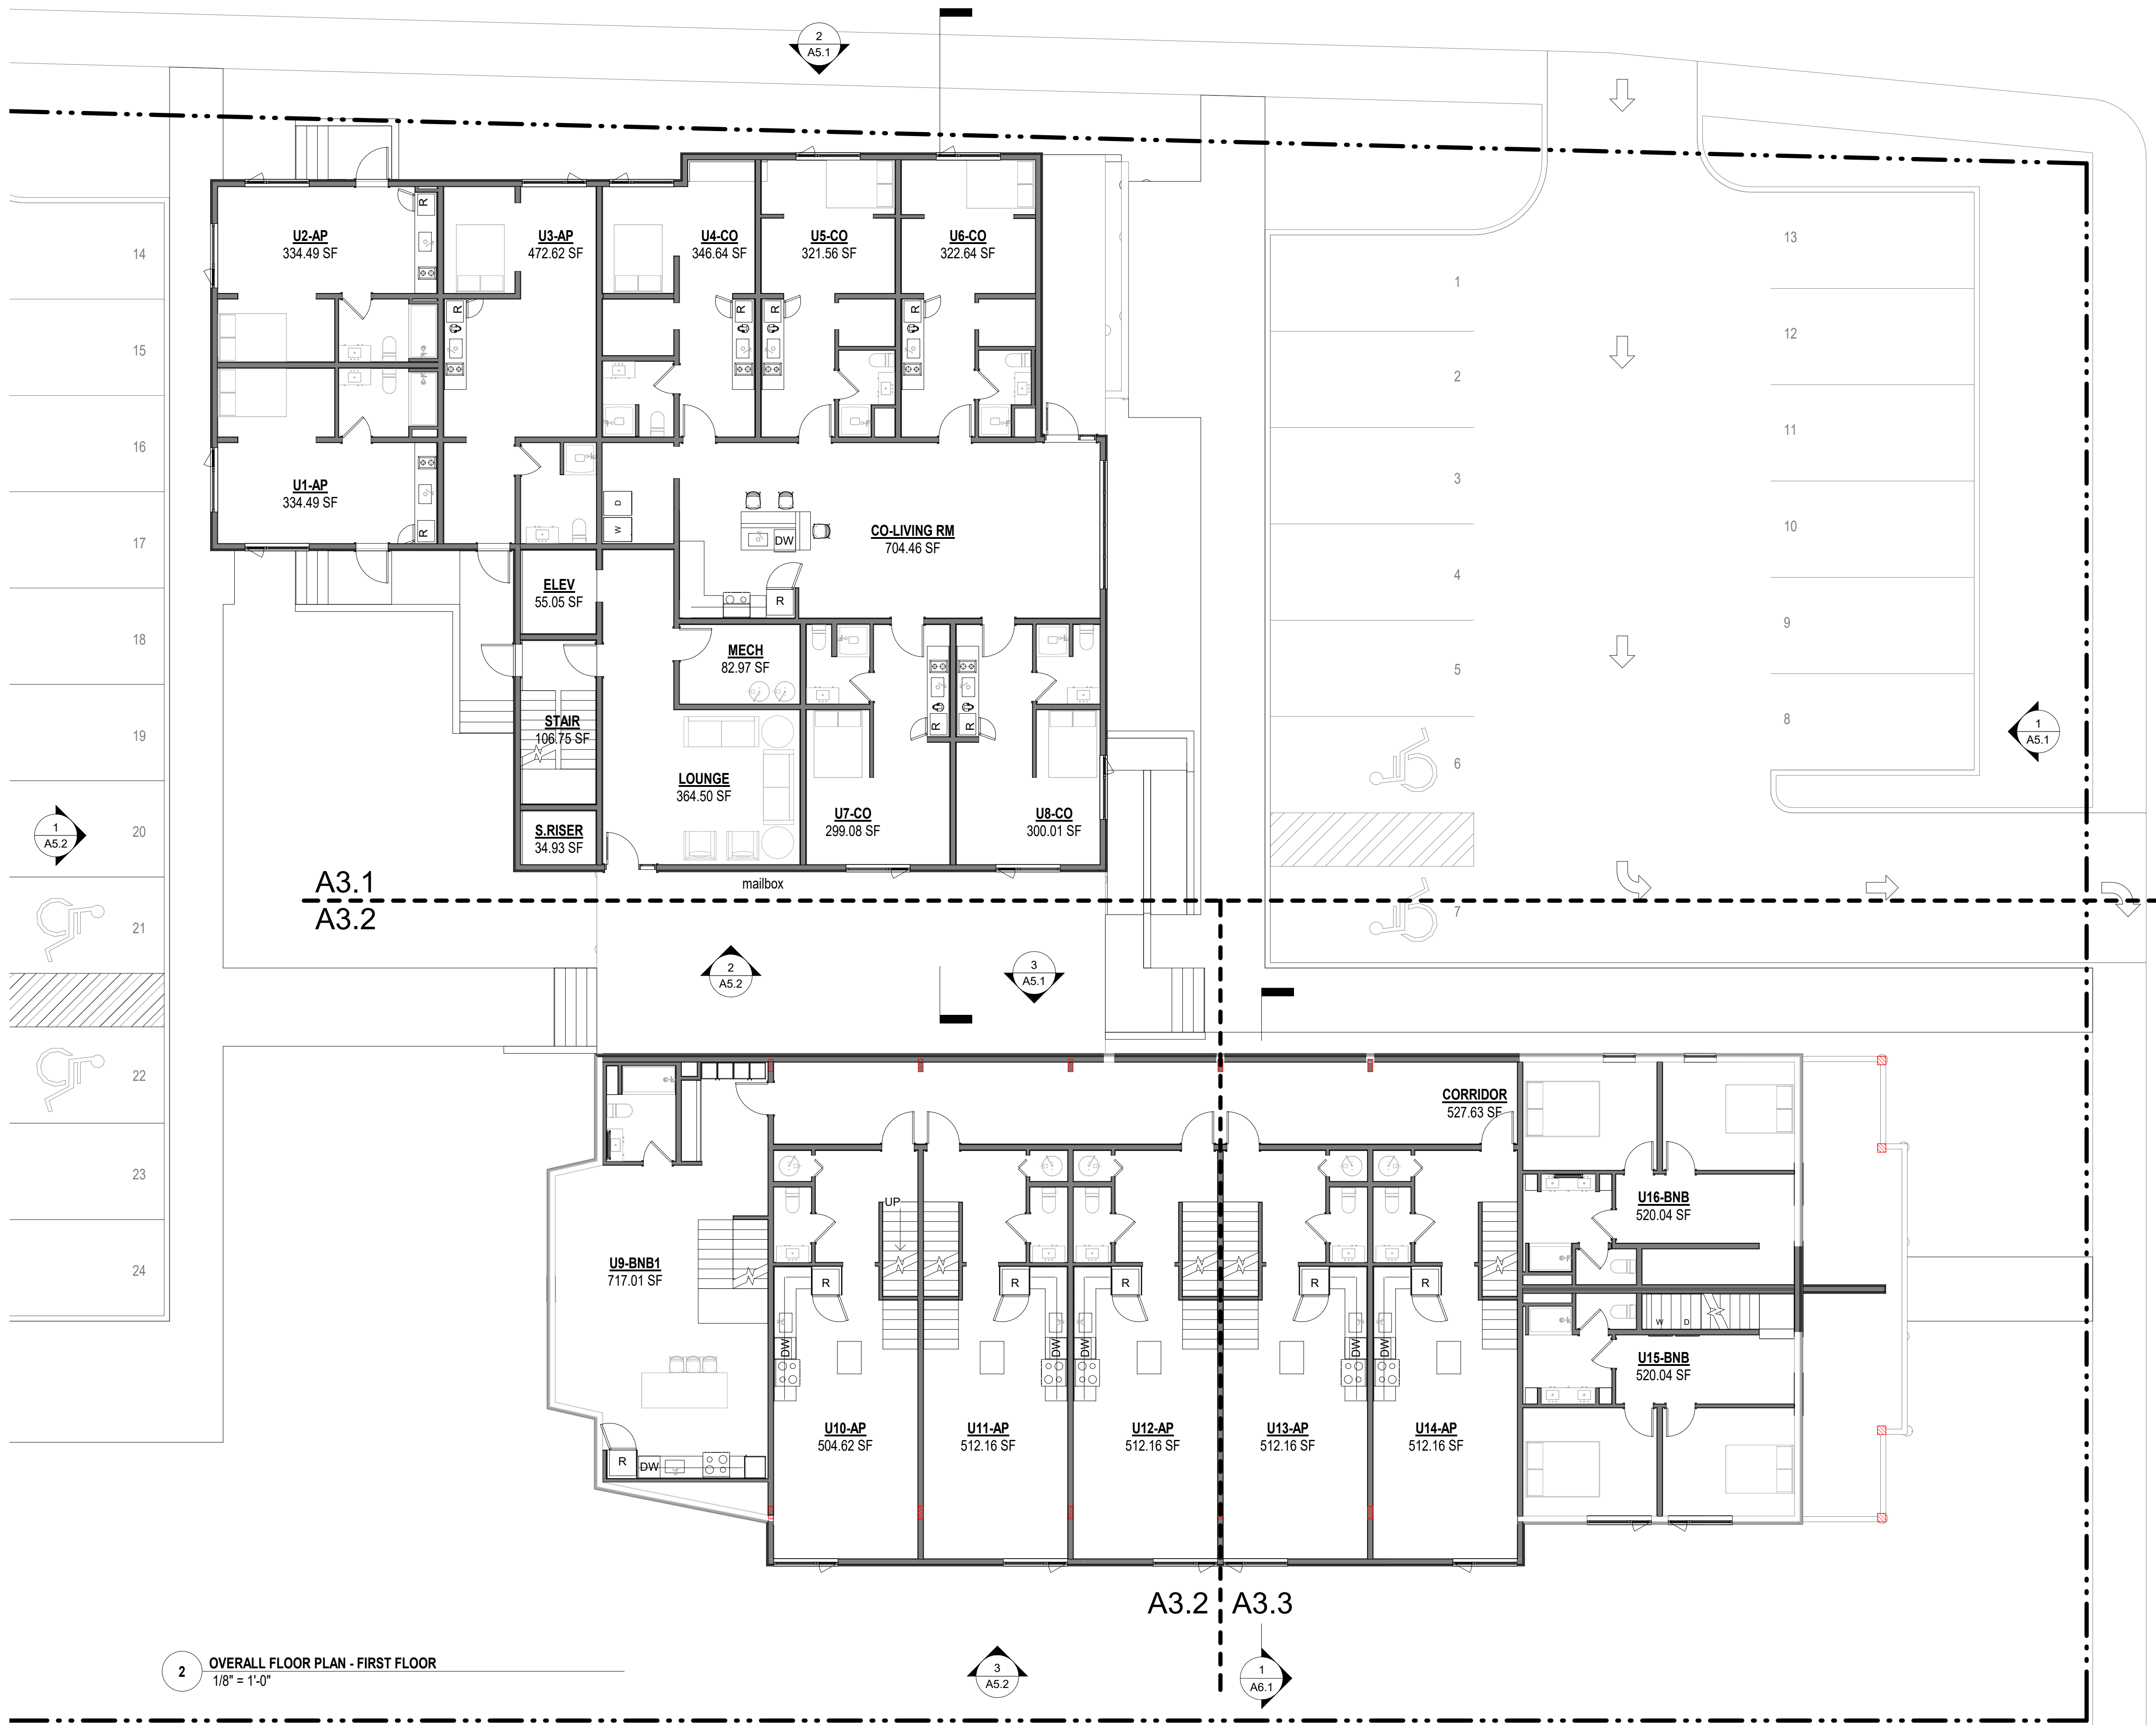 2
A5.1
U2-AP
334.49 SF
R
U3-AP
472.62 SF
R
U4-CO
346.64 SF
R
U5-CO
321.56 SF
R
U6-CO
322.64 SF
R
14
15
16
17
18
19
20
21
22
23
24
1
2
3
4
5
6
7
13
12
11
10
9
8
1
A5.1
U1-AP
334.49 SF
R
D
W
CO-LIVING RM
704.46 SF
DW
R
ELEV
55.05 SF
MECH
82.97 SF
STAIR
106.75 SF
LOUNGE
364.50 SF
R
R
U7-CO
299.08 SF
U8-CO
300.01 SF
S.RISER
34.93 SF
1
A5.2
mailbox
A3.1
A3.2
2
A5.2
3
A5.1
CORRIDOR
527.63 SF
UP
U16-BNB
520.04 SF
U9-BNB1
717.01 SF
R
R
R
R
R
W
D
DW
DW
DW
DW
DW
U15-BNB
520.04 SF
U10-AP
504.62 SF
U11-AP
512.16 SF
U12-AP
512.16 SF
U13-AP
512.16 SF
U14-AP
512.16 SF
R
DW
A3.2
A3.3
2
OVERALL FLOOR PLAN - FIRST FLOOR
1/8" = 1'-0"
3
A5.2
1
A6.1